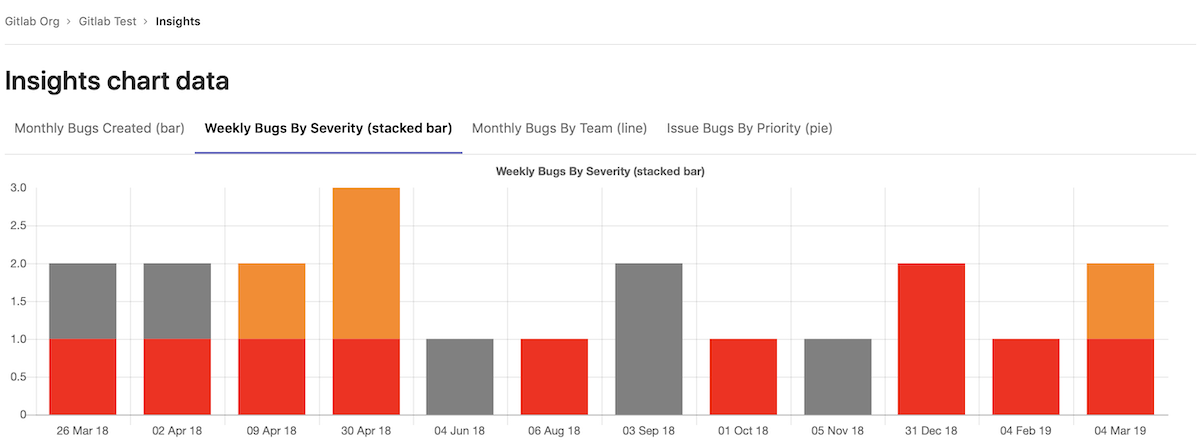 Gitlab Org › Gitlab Test › Insights
Insights chart data
Monthly Bugs Created (bar) Weekly Bugs By Severity (stacked bar) Monthly Bugs By Team (line) Issue Bugs By Priority (pie)
Weekly Bugs By Severity (stacked bar)
3.0
2.5
2.0
1.5
1.0
0.5
0
26 Mar 18 02 Apr 18 09 Apr 18 30 Apr 18 04 Jun 18 06 Aug 18 03 Sep 18 01 Oct 18 05 Nov 18 31 Dec 18 04 Feb 19 04 Mar 19